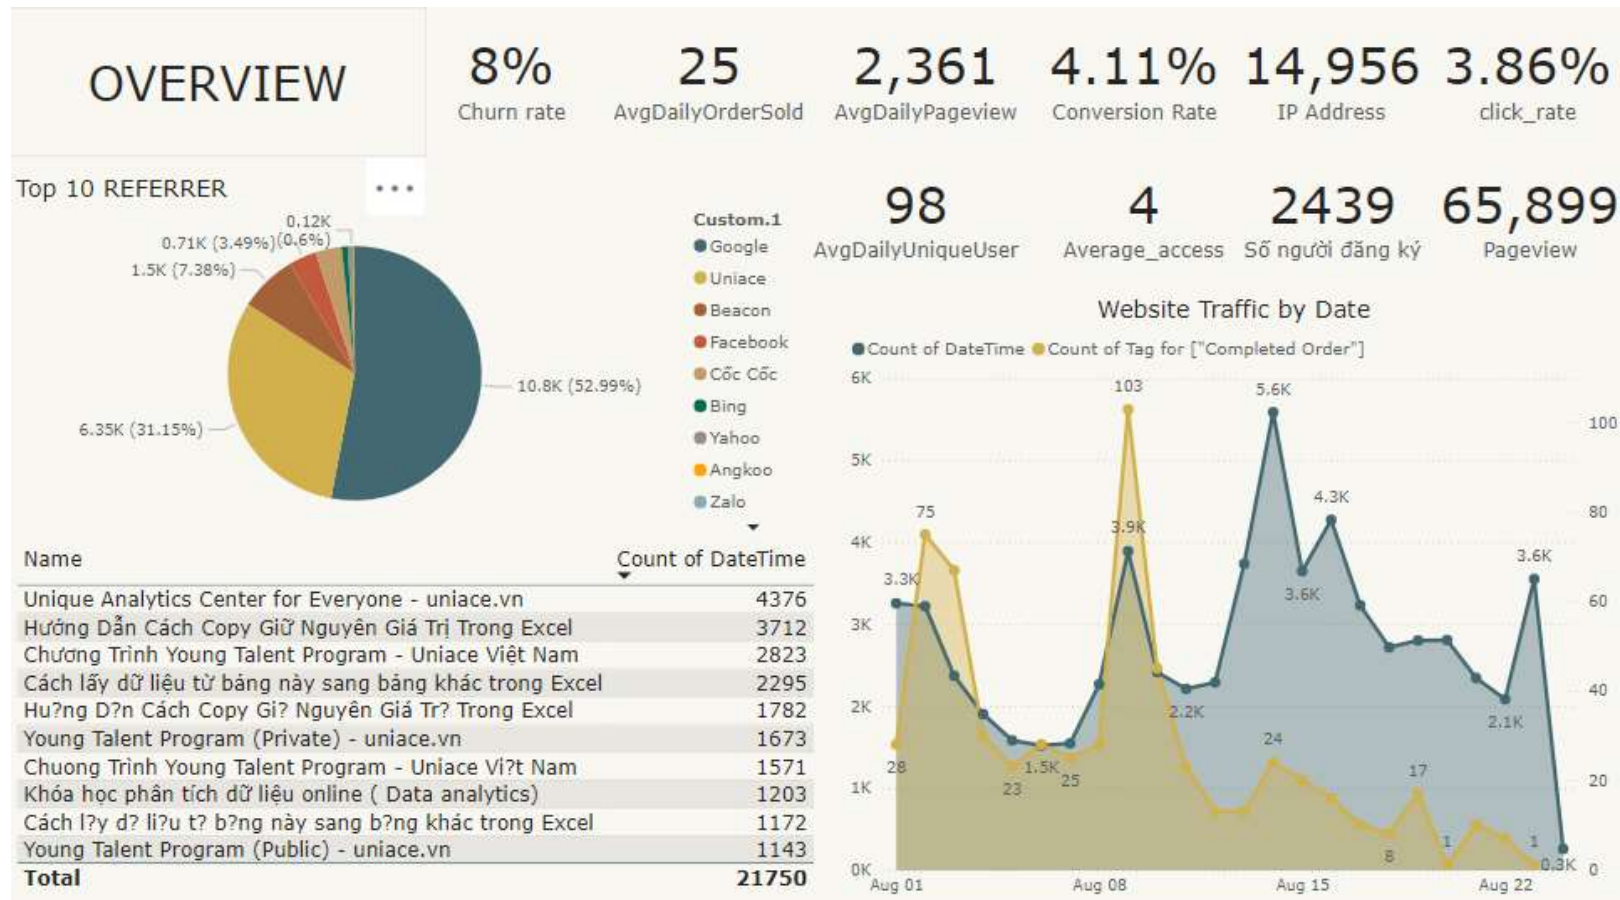 OVERVIEW
8%
Churn rate
25
AvgDailyOrderSold
2,361
AvgDailyPageview
4.11%
Conversion Rate
14,956
IP Address
3.86%
click_rate
98
AvgDailyUniqueUser
4
Average_access
2439
Số người đăng ký
65,899
Pageview
Top 10 REFERRER
0.12K
(0.6%)
0.71K (3.49%)
1.5K (7.38%)
6.35K (31.15%)
10.8K (52.99%)
Custom.1
Google
Uniace
Beacon
Facebook
Cốc Cốc
Bing
Yahoo
Angkoo
Zalo
Name Count of DateTime
Unique Analytics Center for Everyone - uniace.vn 4376
Hướng Dẫn Cách Copy Giữ Nguyên Giá Trị Trong Excel 3712
Chương Trình Young Talent Program - Uniace Việt Nam 2823
Cách lấy dữ liệu từ bảng này sang bảng khác trong Excel 2295
Hu?ng D?n Cách Copy Gi? Nguyên Giá Tr? Trong Excel 1782
Young Talent Program (Private) - uniace.vn 1673
Chuong Trình Young Talent Program - Uniace Vi?t Nam 1571
Khóa học phân tích dữ liệu online ( Data analytics) 1203
Cách l?y d? li?u t? b?ng này sang b?ng khác trong Excel 1172
Young Talent Program (Public) - uniace.vn 1143
Total 21750
Website Traffic by Date
Count of DateTime Count of Tag for ["Completed Order"]
6K
5K
4K
3K
2K
1K
0K
100
80
60
40
20
0
3.3K
75
28
23
1.5K
25
103
3.9K
2.2K
5.6K
3.6K
4.3K
24
8
17
1
2.1K
3.6K
1
0.3K
Aug 01 Aug 08 Aug 15 Aug 22